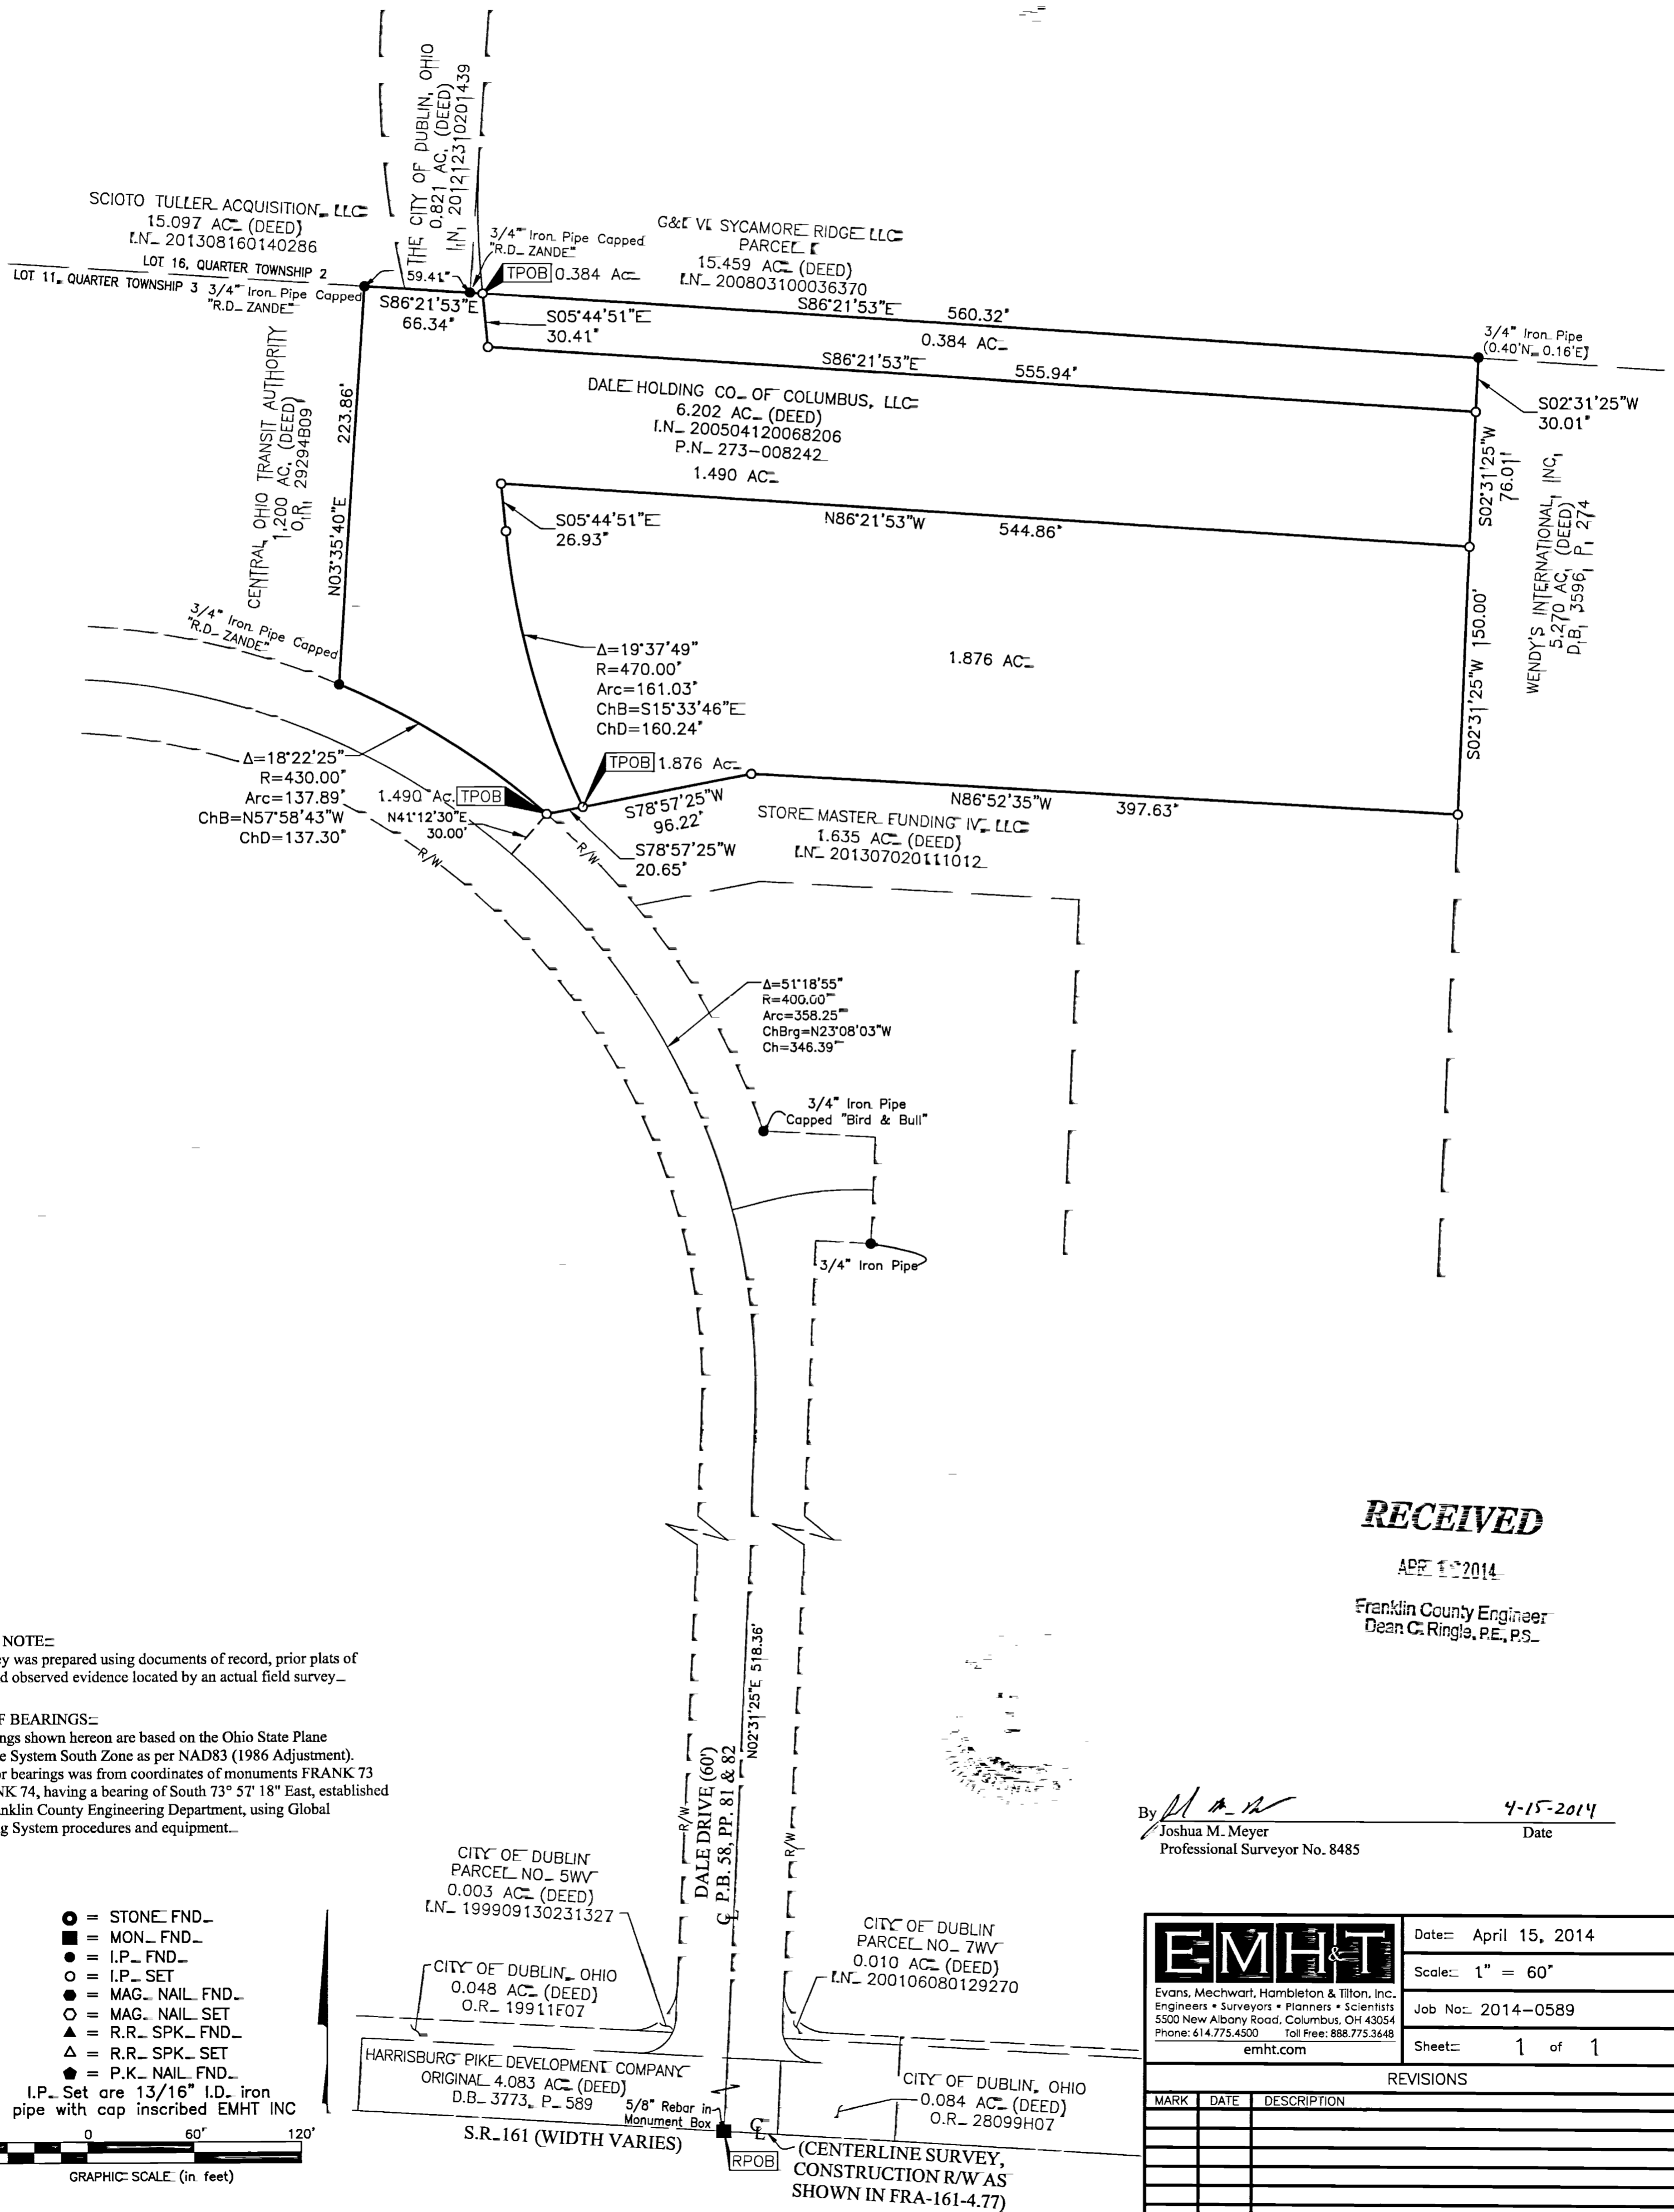 THE CITY OF DUBLIN, OHIO
0.821 AC. (DEED)
I.N. 201212310201439
SCIOTO TULLER ACQUISITION, LLC
15.097 AC. (DEED)
I.N. 201308160140286
LOT 16, QUARTER TOWNSHIP 2
LOT 11, QUARTER TOWNSHIP 3
3/4" Iron Pipe Capped
"R.D. ZANDE"
59.41'
3/4" Iron Pipe Capped
"R.D. ZANDE"
TPOB 0.384 Ac.
G&I VI SYCAMORE RIDGE LLC
PARCEL I
15.459 AC. (DEED)
I.N. 200803100036370
S86°21'53"E
66.34'
S05°44'51"E
30.41'
S86°21'53"E 560.32'
0.384 AC.
S86°21'53"E 555.94'
3/4" Iron Pipe
(0.40'N, 0.16'E)
S02°31'25"W
30.01'
CENTRAL OHIO TRANSIT AUTHORITY
1.200 AC. (DEED)
O.R. 29294B09
N03°35'40"E 223.86'
DALE HOLDING CO. OF COLUMBUS, LLC
6.202 AC. (DEED)
I.N. 200504120068206
P.N. 273-008242
1.490 AC.
S02°31'25"W
76.01'
WENDY'S INTERNATIONAL, INC.
5.270 AC. (DEED)
D.B. 3596, P. 274
S05°44'51"E
26.93'
N86°21'53"W 544.86'
3/4" Iron Pipe Capped
"R.D. ZANDE"
Δ=19°37'49"
R=470.00'
Arc=161.03'
ChB=S15°33'46"E
ChD=160.24'
1.876 AC.
S02°31'25"W 150.00'
Δ=18°22'25"
R=430.00'
Arc=137.89'
ChB=N57°58'43"W
ChD=137.30'
1.490 Ac. TPOB
N41°12'30"E
30.00'
TPOB 1.876 Ac.
S78°57'25"W
96.22'
S78°57'25"W
20.65'
N86°52'35"W 397.63'
STORE MASTER FUNDING IV, LLC
1.635 AC. (DEED)
I.N. 201307020111012
R/W
R/W
Δ=51°18'55"
R=400.00'
Arc=358.25'
ChBrg=N23°08'03"W
Ch=346.39'
3/4" Iron Pipe
Capped "Bird & Bull"
3/4" Iron Pipe
RECEIVED
2014
Franklin County Engineer
Dean C. Ringle, P.E., P.S.
NOTE:
ey was prepared using documents of record, prior plats of
d observed evidence located by an actual field survey.
F BEARINGS:
ngs shown hereon are based on the Ohio State Plane
e System South Zone as per NAD83 (1986 Adjustment).
or bearings was from coordinates of monuments FRANK 73
NK 74, having a bearing of South 73° 57' 18" East, established
nklin County Engineering Department, using Global
g System procedures and equipment.
N02°31'25"E 518.36'
DALE DRIVE (60')
P.B. 58, PP. 81 & 82
R/W
R/W
By
4-15-2014
Joshua M. Meyer
Date
Professional Surveyor No. 8485
CITY OF DUBLIN
PARCEL NO. 5WV
0.003 AC. (DEED)
I.N. 199909130231327
CITY OF DUBLIN, OHIO
0.048 AC. (DEED)
O.R. 19911E07
CITY OF DUBLIN
PARCEL NO. 7WV
0.010 AC. (DEED)
I.N. 200106080129270
= STONE FND.
= MON. FND.
= I.P. FND.
= I.P. SET
= MAG. NAIL FND.
= MAG. NAIL SET
= R.R. SPK. FND.
= R.R. SPK. SET
= P.K. NAIL FND.
I.P. Set are 13/16" I.D. iron
pipe with cap inscribed EMHT INC
0 60' 120'
GRAPHIC SCALE (in feet)
HARRISBURG PIKE DEVELOPMENT COMPANY
ORIGINAL 4.083 AC. (DEED)
D.B. 3773, P. 589
5/8" Rebar in
Monument Box
S.R. 161 (WIDTH VARIES)
RPOB
CITY OF DUBLIN, OHIO
0.084 AC. (DEED)
O.R. 28099H07
(CENTERLINE SURVEY,
CONSTRUCTION R/W AS
SHOWN IN FRA-161-4.77)
EMH&T
Evans, Mechwart, Hambleton & Tilton, Inc.
Engineers • Surveyors • Planners • Scientists
5500 New Albany Road, Columbus, OH 43054
Phone: 614.775.4500 Toll Free: 888.775.3648
emht.com
Date: April 15, 2014
Scale: 1" = 60'
Job No: 2014-0589
Sheet: 1 of 1
REVISIONS
MARK DATE DESCRIPTION